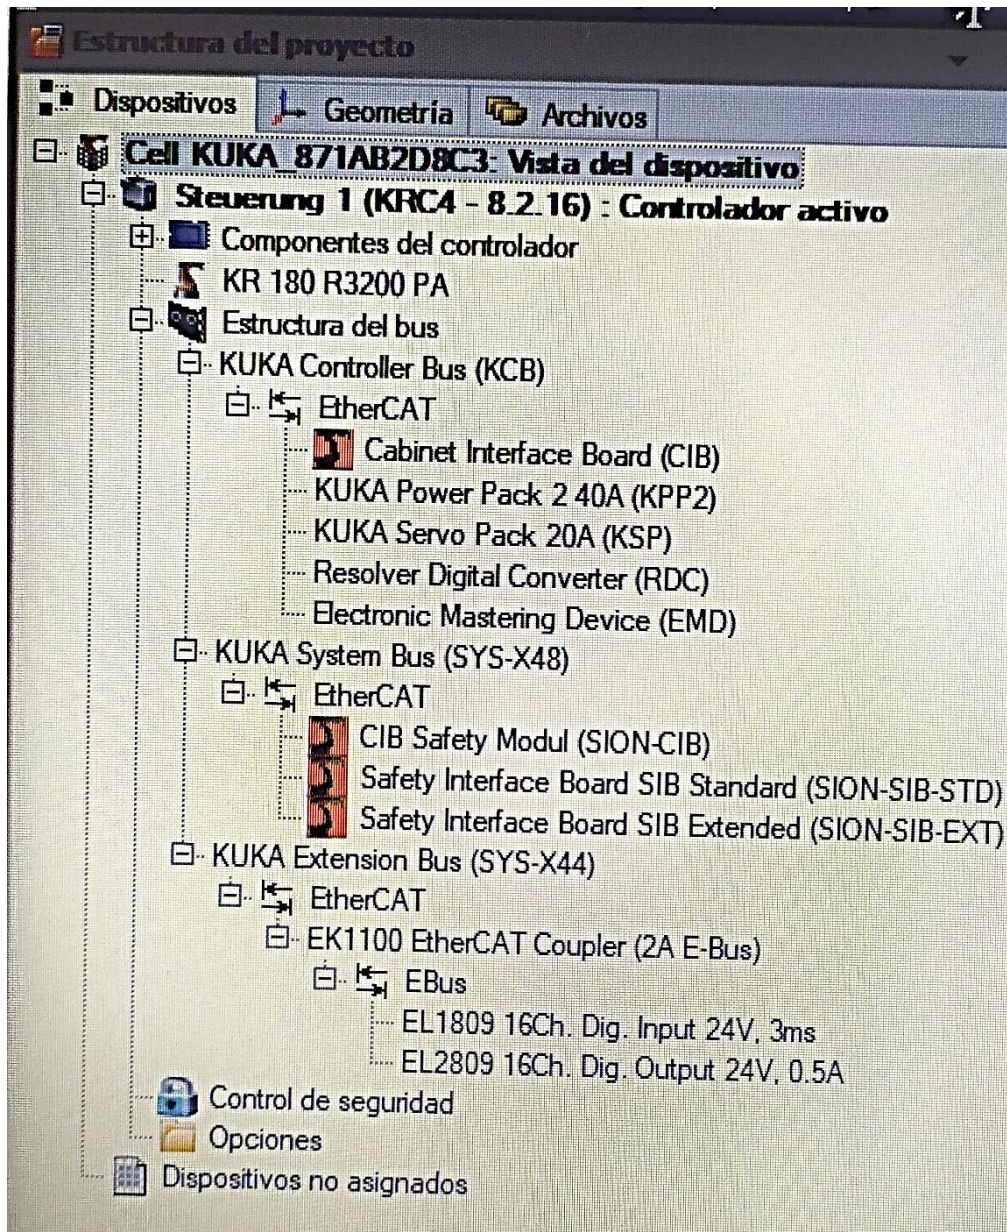 Estructura del proyecto
Dispositivos Geometría Archivos
Cell KUKA_871AB2D8C3: Vista del dispositivo
Steuerung 1 (KRC4 - 8.2.16) : Controlador activo
Componentes del controlador
KR 180 R3200 PA
Estructura del bus
KUKA Controller Bus (KCB)
EtherCAT
Cabinet Interface Board (CIB)
KUKA Power Pack 2 40A (KPP2)
KUKA Servo Pack 20A (KSP)
Resolver Digital Converter (RDC)
Electronic Mastering Device (EMD)
KUKA System Bus (SYS-X48)
EtherCAT
CIB Safety Modul (SION-CIB)
Safety Interface Board SIB Standard (SION-SIB-STD)
Safety Interface Board SIB Extended (SION-SIB-EXT)
KUKA Extension Bus (SYS-X44)
EtherCAT
EK1100 EtherCAT Coupler (2A E-Bus)
EBus
EL1809 16Ch. Dig. Input 24V, 3ms
EL2809 16Ch. Dig. Output 24V, 0.5A
Control de seguridad
Opciones
Dispositivos no asignados